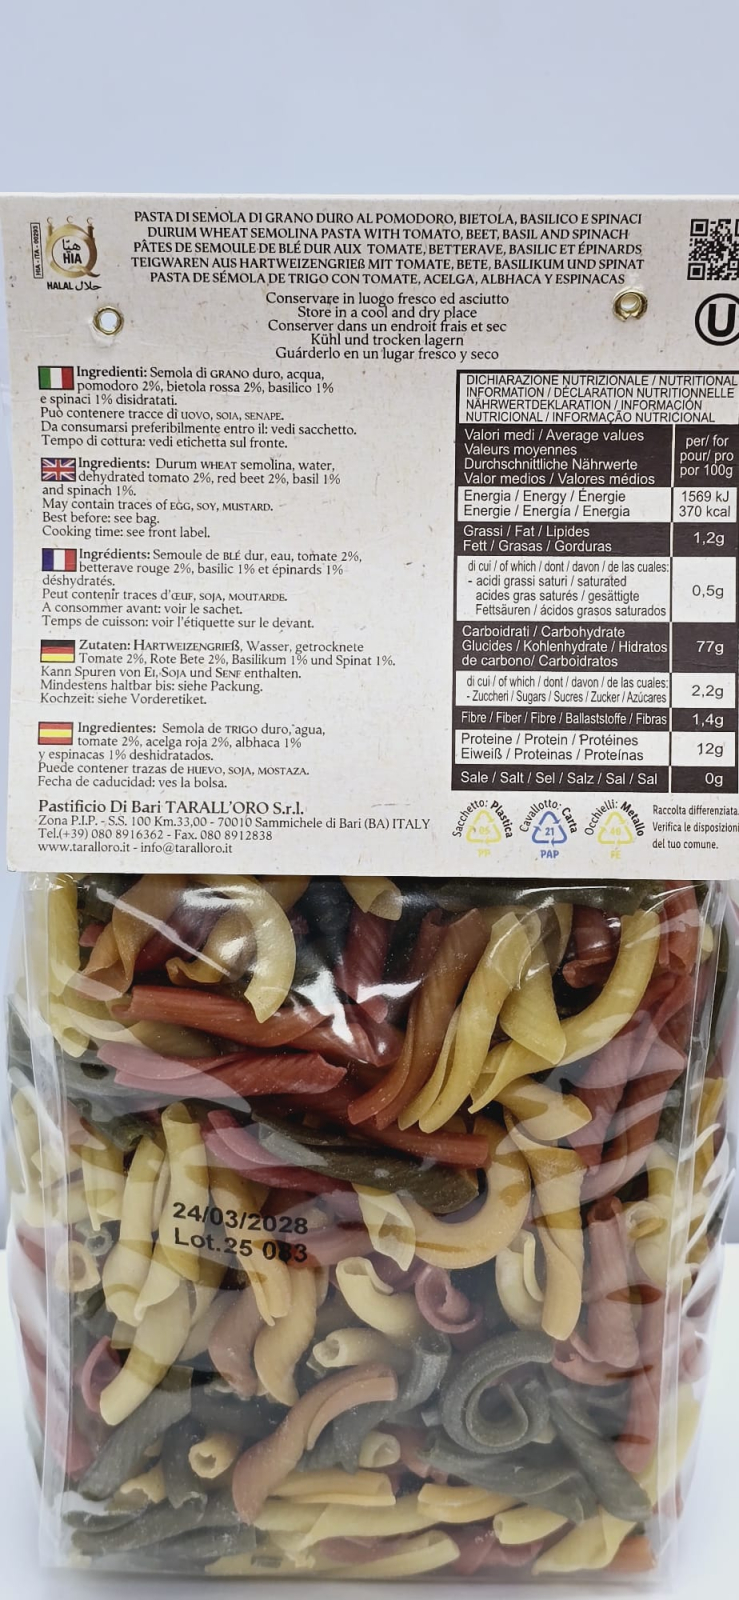 PASTA DI SEMOLA DI GRANO DURO AL POMODORO, BIETOLA, BASILICO E SPINACI
DURUM WHEAT SEMOLINA PASTA WITH TOMATO, BEET, BASIL AND SPINACH
PÂTES DE SEMOULE DE BLÉ DUR AUX TOMATE, BETTERAVE, BASILIC ET ÉPINARDS
TEIGWAREN AUS HARTWEIZENGRIEß MIT TOMATE, BETE, BASILIKUM UND SPINAT
PASTA DE SÉMOLA DE TRIGO CON TOMATE, ACELGA, ALBHACA Y ESPINACAS
HIA - ITA - 00293
هيّا
HIA
HALAL حلال
U
Conservare in luogo fresco ed asciutto
Store in a cool and dry place
Conserver dans un endroit frais et sec
Kühl und trocken lagern
Guárderlo en un lugar fresco y seco
Ingredienti: Semola di GRANO duro, acqua,
pomodoro 2%, bietola rossa 2%, basilico 1%
e spinaci 1% disidratati.
Può contenere tracce di UOVO, SOIA, SENAPE.
Da consumarsi preferibilmente entro il: vedi sacchetto.
Tempo di cottura: vedi etichetta sul fronte.
Ingredients: Durum WHEAT semolina, water,
dehydrated tomato 2%, red beet 2%, basil 1%
and spinach 1%.
May contain traces of EGG, SOY, MUSTARD.
Best before: see bag.
Cooking time: see front label.
Ingrédients: Semoule de BLÉ dur, eau, tomate 2%,
betterave rouge 2%, basilic 1% et épinards 1%
déshydratés.
Peut contenir traces d'ŒUF, SOJA, MOUTARDE.
A consommer avant: voir le sachet.
Temps de cuisson: voir l'étiquette sur le devant.
Zutaten: HARTWEIZENGRIEß, Wasser, getrocknete
Tomate 2%, Rote Bete 2%, Basilikum 1% und Spinat 1%.
Kann Spuren von EI, SOJA und SENF enthalten.
Mindestens haltbar bis: siehe Packung.
Kochzeit: siehe Vorderetiket.
Ingredientes: Semola de TRIGO duro, agua,
tomate 2%, acelga roja 2%, albhaca 1%
y espinacas 1% deshidratados.
Puede contener trazas de HUEVO, SOJA, MOSTAZA.
Fecha de caducidad: ves la bolsa.
Pastificio Di Bari TARALL'ORO S.r.l.
Zona P.I.P. - S.S. 100 Km.33,00 - 70010 Sammichele di Bari (BA) ITALY
Tel.(+39) 080 8916362 - Fax. 080 8912838
www.taralloro.it - info@taralloro.it
DICHIARAZIONE NUTRIZIONALE / NUTRITIONAL
INFORMATION / DÉCLARATION NUTRITIONNELLE
NÄHRWERTDEKLARATION / INFORMACIÓN
NUTRICIONAL / INFORMAÇÃO NUTRICIONAL
Valori medi / Average values
Valeurs moyennes
Durchschnittliche Nährwerte
Valor medios / Valores médios
per/ for
pour/ pro
por 100g
Energia / Energy / Énergie
Energie / Energía / Energia
1569 kJ
370 kcal
Grassi / Fat / Lipides
Fett / Grasas / Gorduras
1,2g
di cui / of which / dont / davon / de las cuales:
- acidi grassi saturi / saturated
acides gras saturés / gesättigte
Fettsäuren / ácidos grasos saturados
0,5g
Carboidrati / Carbohydrate
Glucides / Kohlenhydrate / Hidratos
de carbono/ Carboidratos
77g
di cui / of which / dont / davon / de las cuales:
- Zuccheri / Sugars / Sucres / Zucker / Azúcares
2,2g
Fibre / Fiber / Fibre / Ballaststoffe / Fibras
1,4g
Proteine / Protein / Protéines
Eiweiß / Proteinas / Proteínas
12g
Sale / Salt / Sel / Salz / Sal / Sal
0g
Sacchetto: Plastica
05
PP
Cavallotto: Carta
21
PAP
Occhielli: Metallo
40
FE
Raccolta differenziata.
Verifica le disposizioni
del tuo comune.
24/03/2028
Lot.25 083